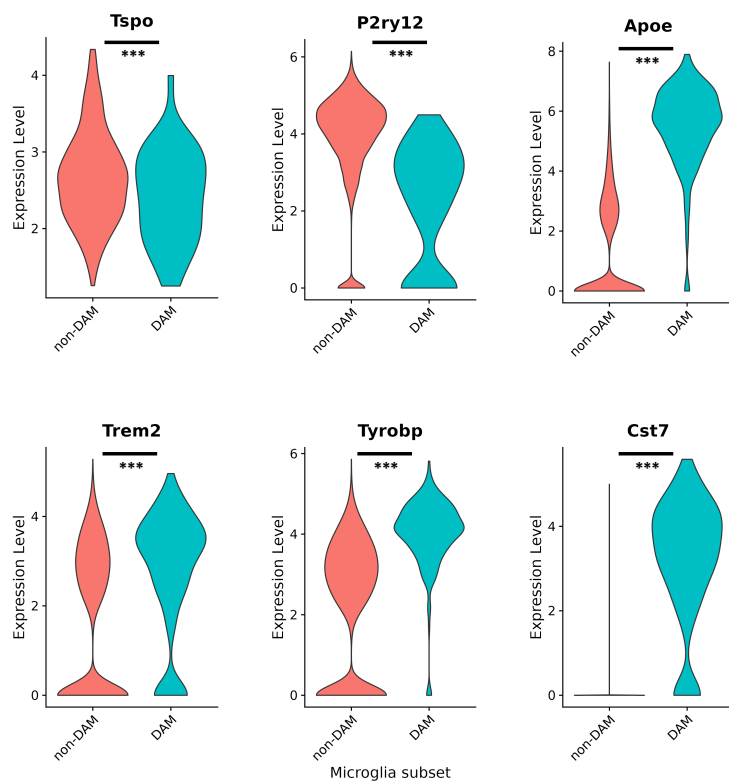 Tspo
P2ry12
Apoe
***
***
***
Expression Level
4
3
2
non-DAM
DAM
Expression Level
6
4
2
0
non-DAM
DAM
Expression Level
8
6
4
2
0
non-DAM
DAM
Trem2
Tyrobp
Cst7
***
***
***
Expression Level
4
2
0
non-DAM
DAM
Expression Level
6
4
2
0
non-DAM
DAM
Expression Level
4
2
0
non-DAM
DAM
Microglia subset